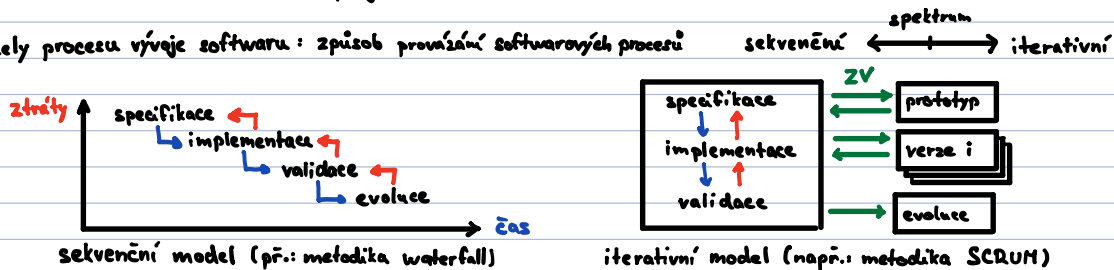 spektrum
ely procesu vývoje softwaru: způsob provázání softwarových procesů sekvenční iterativní
ztráty
specifikace
implementace
validace
evoluce
čas
sekvenční model (př.: metodika waterfall)
ZV
specifikace
implementace
validace
prototyp
verze i
evoluce
iterativní model (např.: metodika SCRUM)